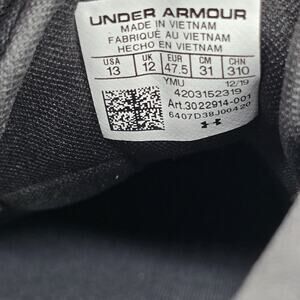 UNDER ARMOUR
MADE IN VIETNAM
FABRIQUÉ AU VIETNAM
HECHO EN VIETNAM
USA UK EUR CM CHN
13 12 47.5 31 310
YMU 12/19
4203152319
Art.3022914-001
6407D38J00420